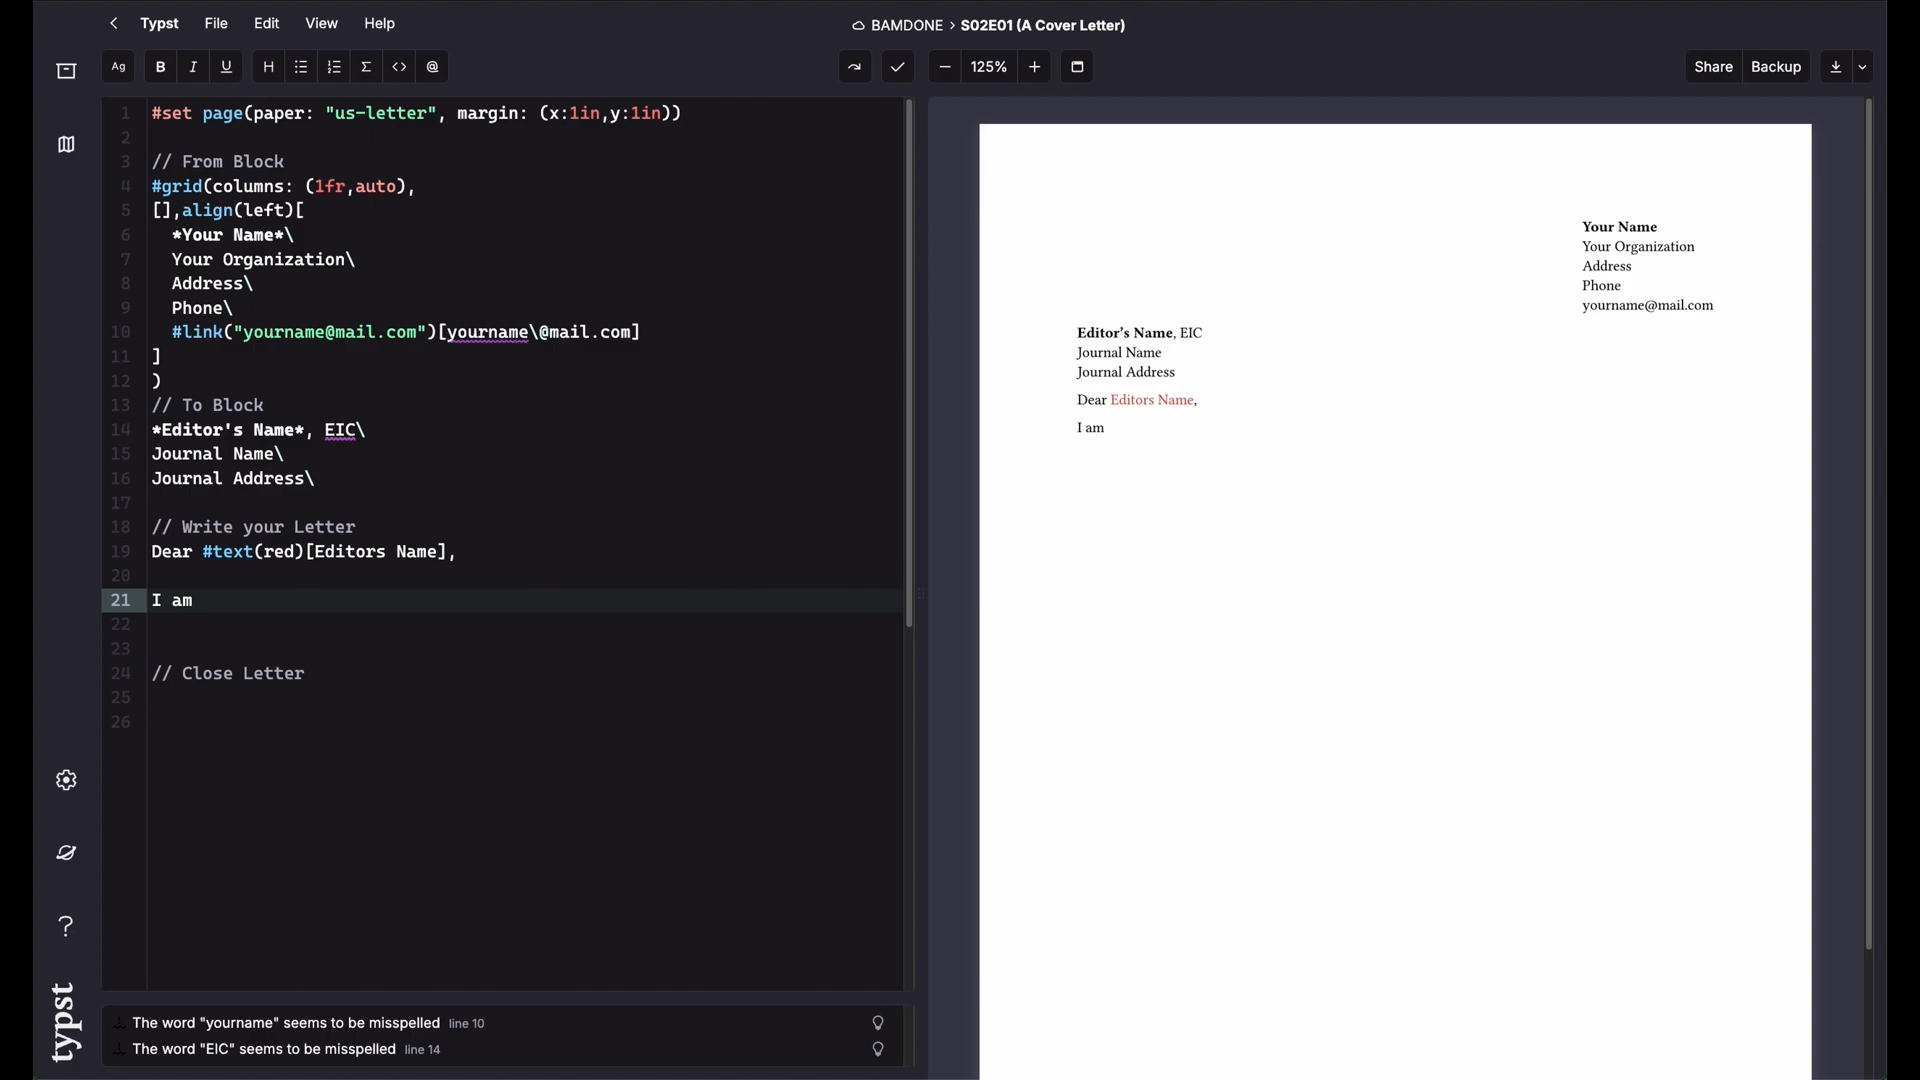 Typst File Edit View Help
BAMDONE > S02E01 (A Cover Letter)
Ag B I U H Σ <> @
125%
Share Backup
1 #set page(paper: "us-letter", margin: (x:1in,y:1in))
2
3 // From Block
4 #grid(columns: (1fr,auto),
5 [],align(left)[
6 *Your Name*\
7 Your Organization\
8 Address\
9 Phone\
10 #link("yourname@mail.com")[yourname\@mail.com]
11 ]
12 )
13 // To Block
14 *Editor's Name*, EIC\
15 Journal Name\
16 Journal Address\
17
18 // Write your Letter
19 Dear #text(red)[Editors Name],
20
21 I am
22
23
24 // Close Letter
25
26
The word "yourname" seems to be misspelled line 10
The word "EIC" seems to be misspelled line 14
typst
Your Name
Your Organization
Address
Phone
yourname@mail.com
Editor’s Name, EIC
Journal Name
Journal Address
Dear Editors Name,
I am